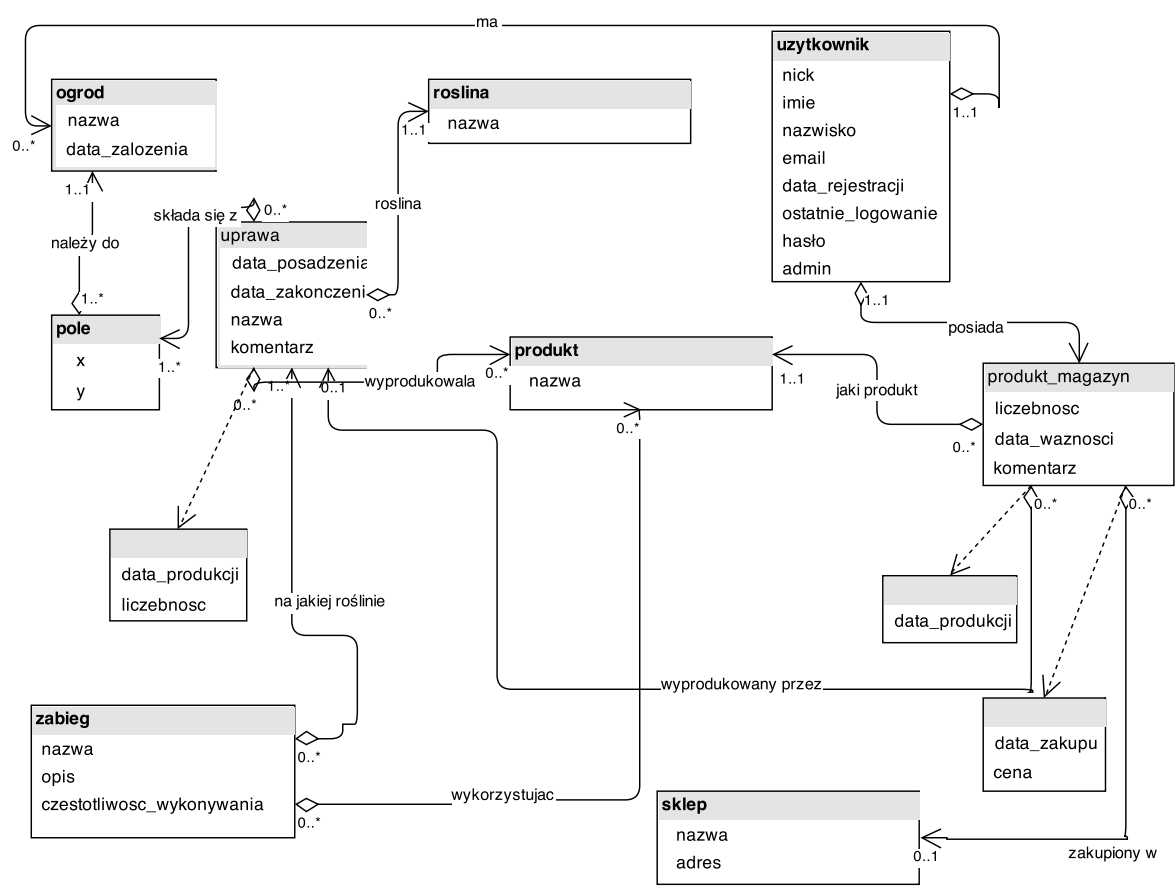 ma
uzytkownik
nick
imie
nazwisko
email
data_rejestracji
ostatnie_logowanie
hasło
admin
1..1
ogrod
nazwa
data_zalozenia
0..*
1..1
roslina
nazwa
1..1
roslina
składa się z
0..*
należy do
1..*
uprawa
data_posadzenia
data_zakonczeni
nazwa
komentarz
0..*
pole
x
y
1..*
1..1
posiada
produkt
nazwa
0..*
1..1
0..*
wyprodukowala
0..*
1..*
0..1
jaki produkt
0..*
produkt_magazyn
liczebnosc
data_waznosci
komentarz
0..*
0..*
data_produkcji
liczebnosc
data_produkcji
na jakiej roślinie
wyprodukowany przez
data_zakupu
cena
zabieg
nazwa
opis
czestotliwosc_wykonywania
0..*
0..*
wykorzystujac
sklep
nazwa
adres
0..1
zakupiony w